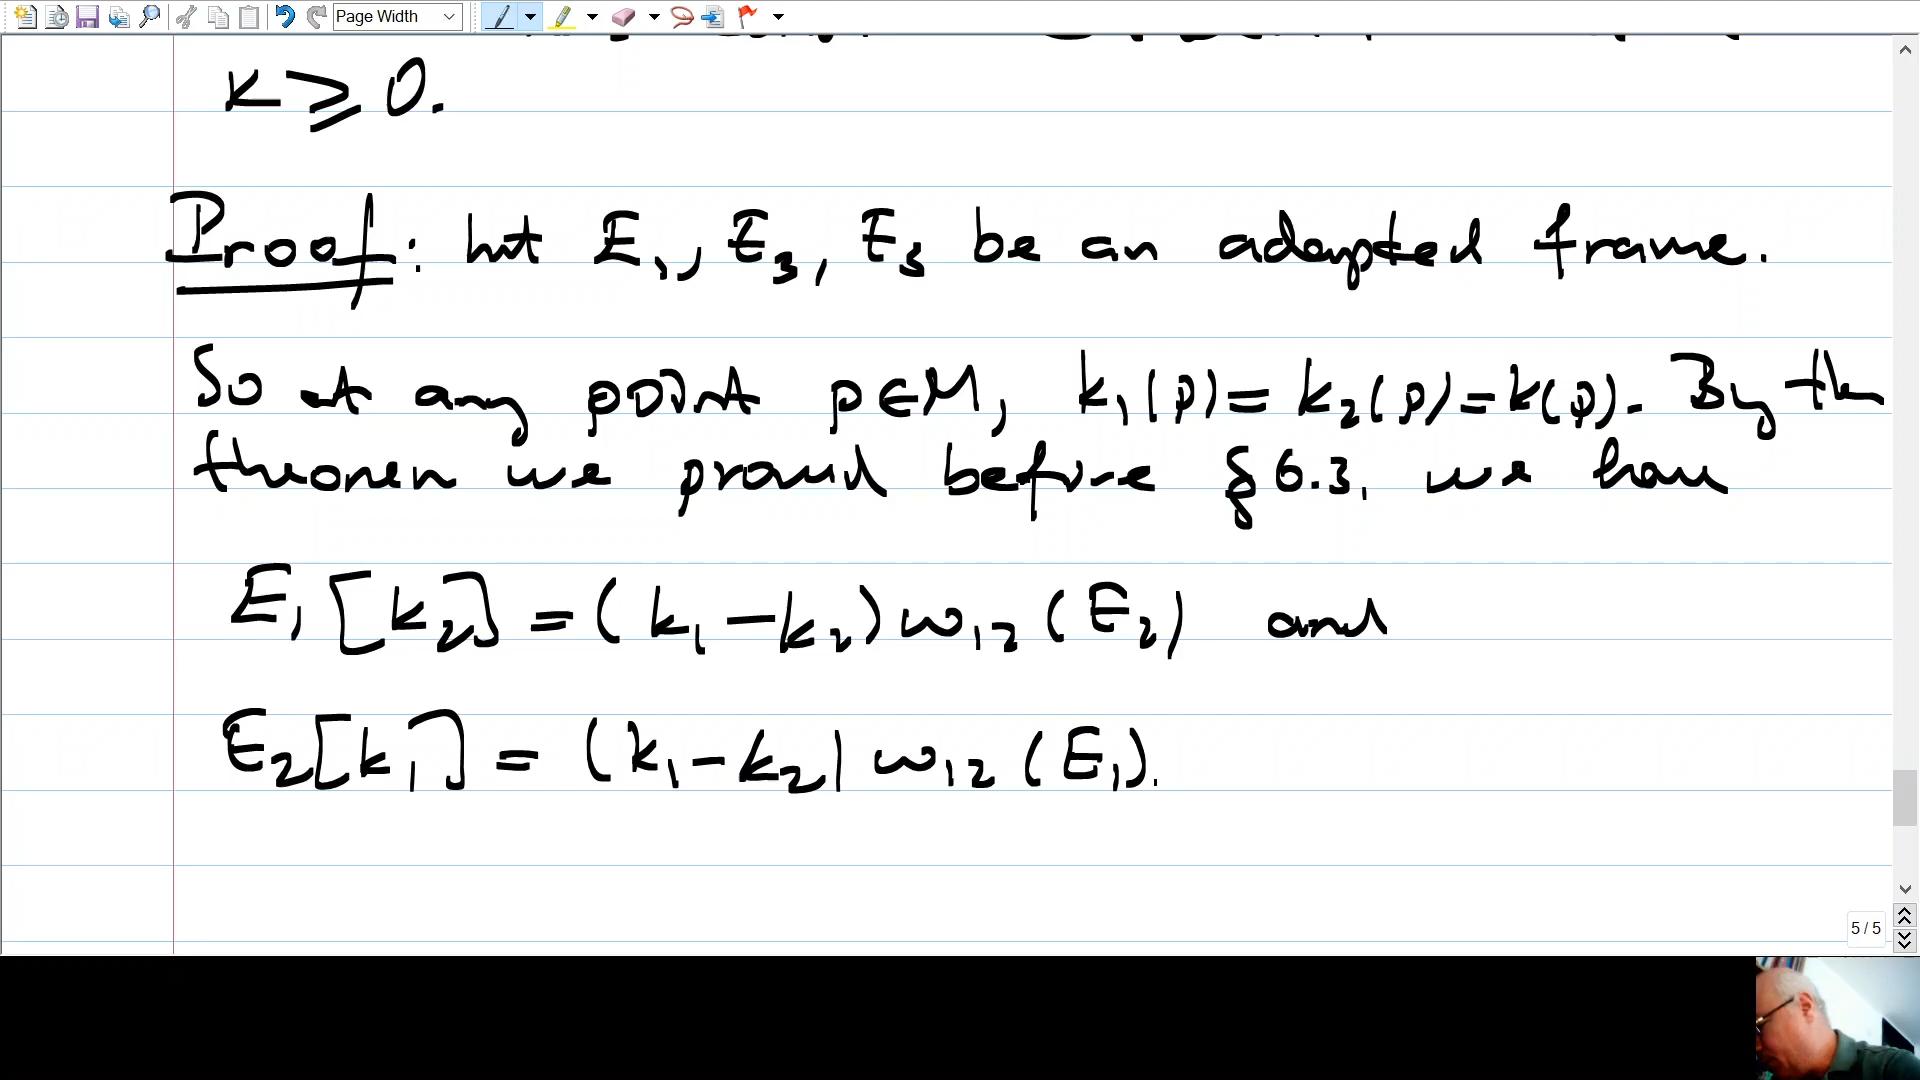 Page Width
K ⩾ 0.
Proof: Let E₁, E₃, E₃ be an adapted frame.
So at any point p∈M, k₁(p) = k₂(p) = k(p). By the
theorem we proved before §6.3, we have
E₁[k₂] = (k₁ - k₂) ω₁₂(E₂) and
E₂[k₁] = (k₁ - k₂) ω₁₂(E₁).
5 / 5